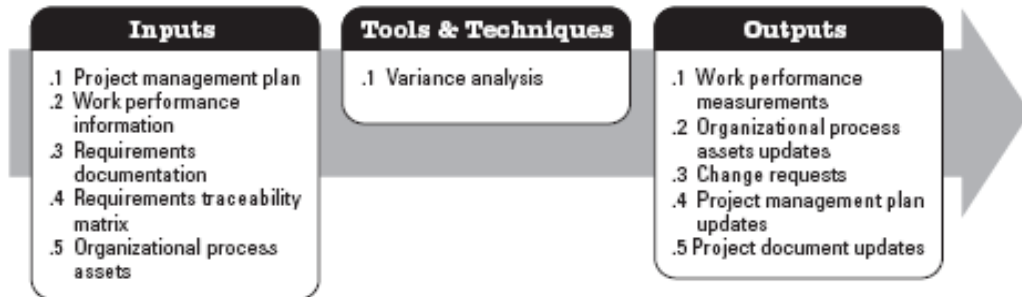 Inputs
.1 Project management plan
.2 Work performance
information
.3 Requirements
documentation
.4 Requirements traceability
matrix
.5 Organizational process
assets
Tools & Techniques
.1 Variance analysis
Outputs
.1 Work performance
measurements
.2 Organizational process
assets updates
.3 Change requests
.4 Project management plan
updates
.5 Project document updates